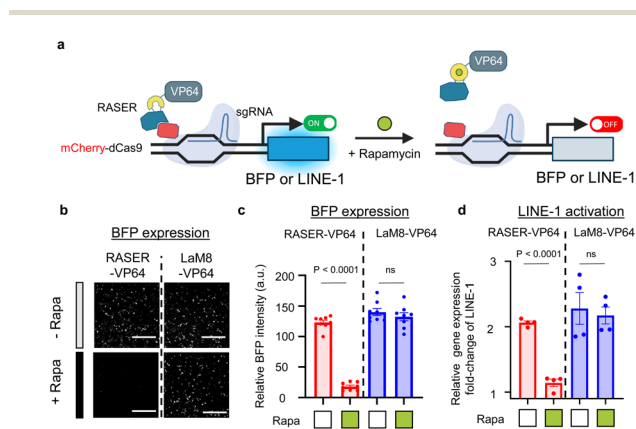 a
VP64
VP64
RASER
sgRNA
ON
OFF
mCherry-dCas9
+ Rapamycin
BFP or LINE-1
BFP or LINE-1
b
BFP expression
RASER
-VP64
LaM8
-VP64
- Rapa
+ Rapa
c
BFP expression
RASER-VP64
LaM8-VP64
P < 0.0001
ns
Relative BFP intensity (a.u.)
200
150
100
50
0
Rapa
d
LINE-1 activation
RASER-VP64
LaM8-VP64
P < 0.0001
ns
Relative gene expression
fold-change of LINE-1
3
2
1
Rapa